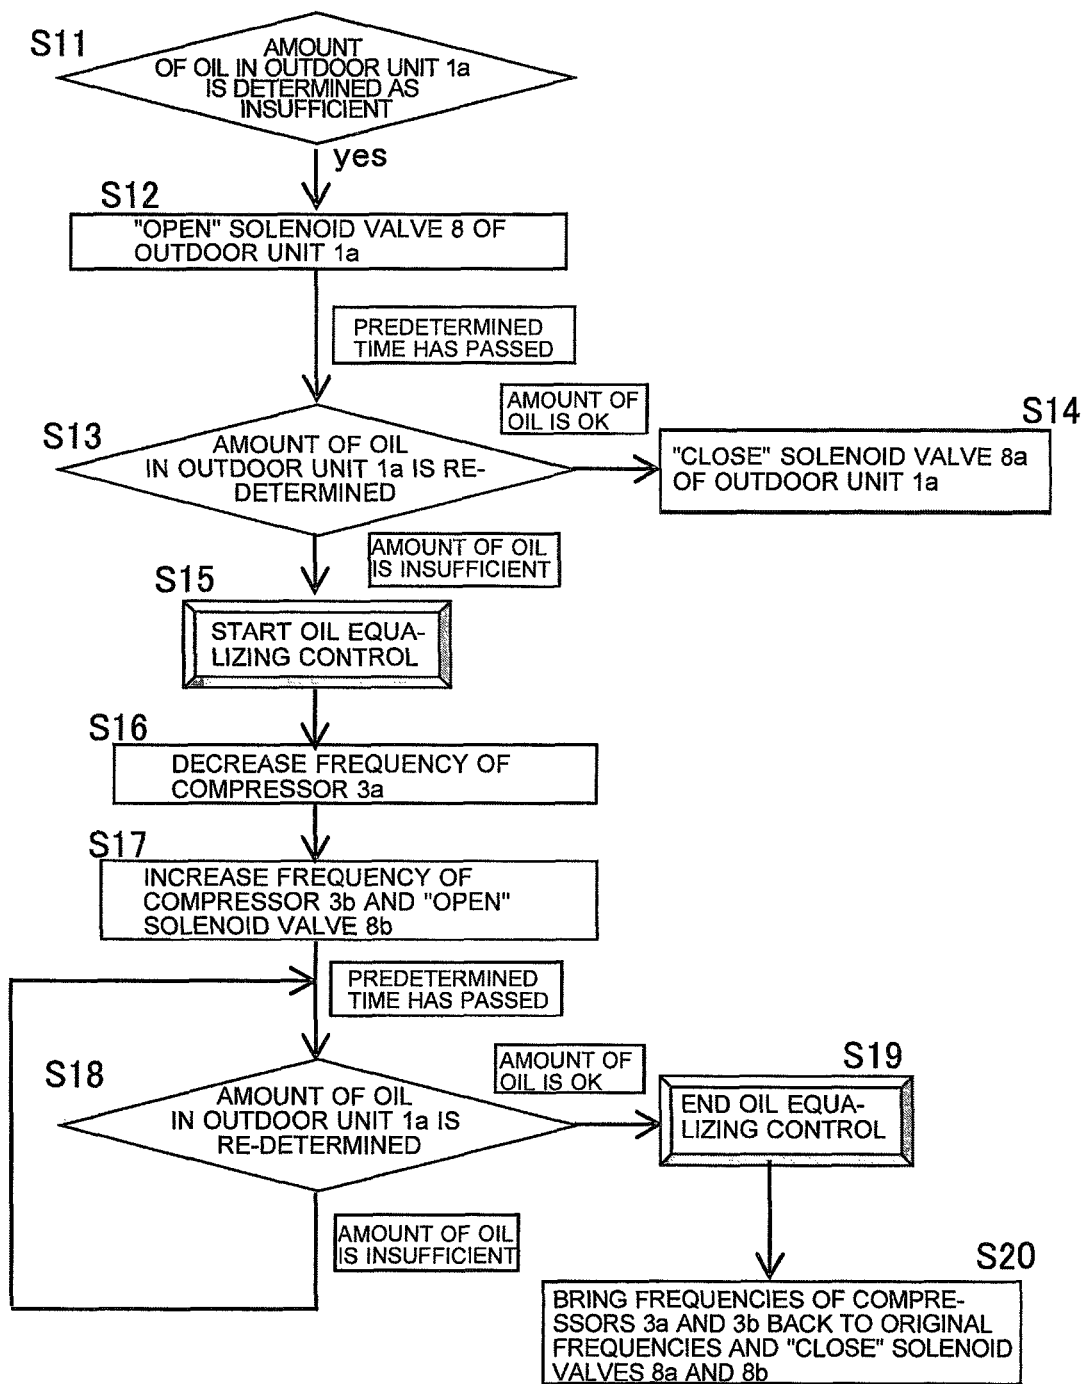 S11
AMOUNT
OF OIL IN OUTDOOR UNIT 1a
IS DETERMINED AS
INSUFFICIENT
yes
S12
"OPEN" SOLENOID VALVE 8 OF
OUTDOOR UNIT 1a
PREDETERMINED
TIME HAS PASSED
S13
AMOUNT OF OIL
IN OUTDOOR UNIT 1a IS RE-
DETERMINED
AMOUNT OF
OIL IS OK
S14
"CLOSE" SOLENOID VALVE 8a
OF OUTDOOR UNIT 1a
AMOUNT OF OIL
IS INSUFFICIENT
S15
START OIL EQUA-
LIZING CONTROL
S16
DECREASE FREQUENCY OF
COMPRESSOR 3a
S17
INCREASE FREQUENCY OF
COMPRESSOR 3b AND "OPEN"
SOLENOID VALVE 8b
PREDETERMINED
TIME HAS PASSED
S18
AMOUNT OF OIL
IN OUTDOOR UNIT 1a IS
RE-DETERMINED
AMOUNT OF
OIL IS OK
S19
END OIL EQUA-
LIZING CONTROL
AMOUNT OF OIL
IS INSUFFICIENT
S20
BRING FREQUENCIES OF COMPRE-
SSORS 3a AND 3b BACK TO ORIGINAL
FREQUENCIES AND "CLOSE" SOLENOID
VALVES 8a AND 8b